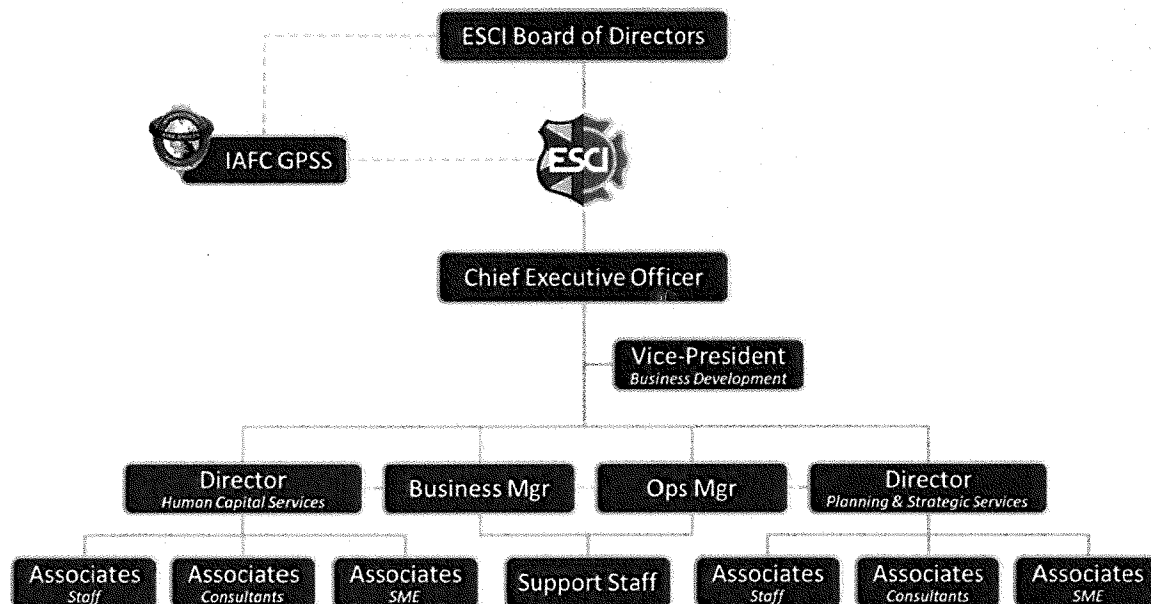 ESCI Board of Directors
IAFC GPSS
ESCI
Chief Executive Officer
Vice-President
Business Development
Director
Human Capital Services
Business Mgr
Ops Mgr
Director
Planning & Strategic Services
Associates
Staff
Associates
Consultants
Associates
SME
Support Staff
Associates
Staff
Associates
Consultants
Associates
SME